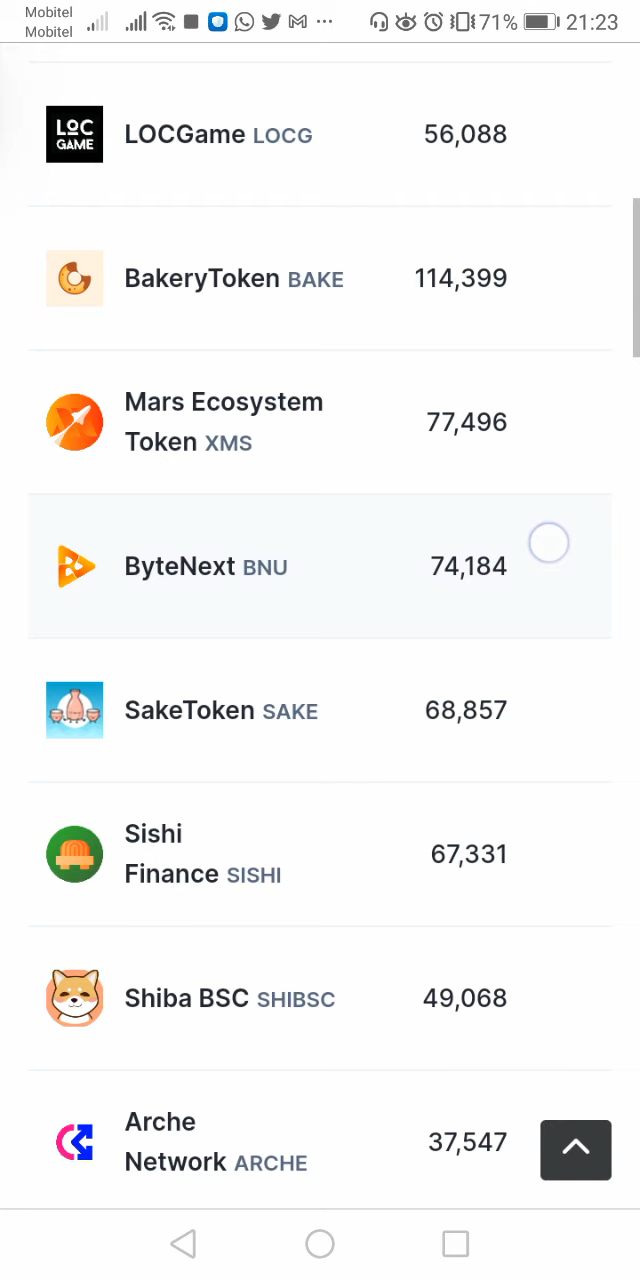 Mobitel
Mobitel
71% 21:23
LOC
GAME
LOCGame LOCG 56,088
BakeryToken BAKE 114,399
Mars Ecosystem
Token XMS 77,496
ByteNext BNU 74,184
SakeToken SAKE 68,857
Sishi
Finance SISHI 67,331
Shiba BSC SHIBSC 49,068
Arche
Network ARCHE 37,547